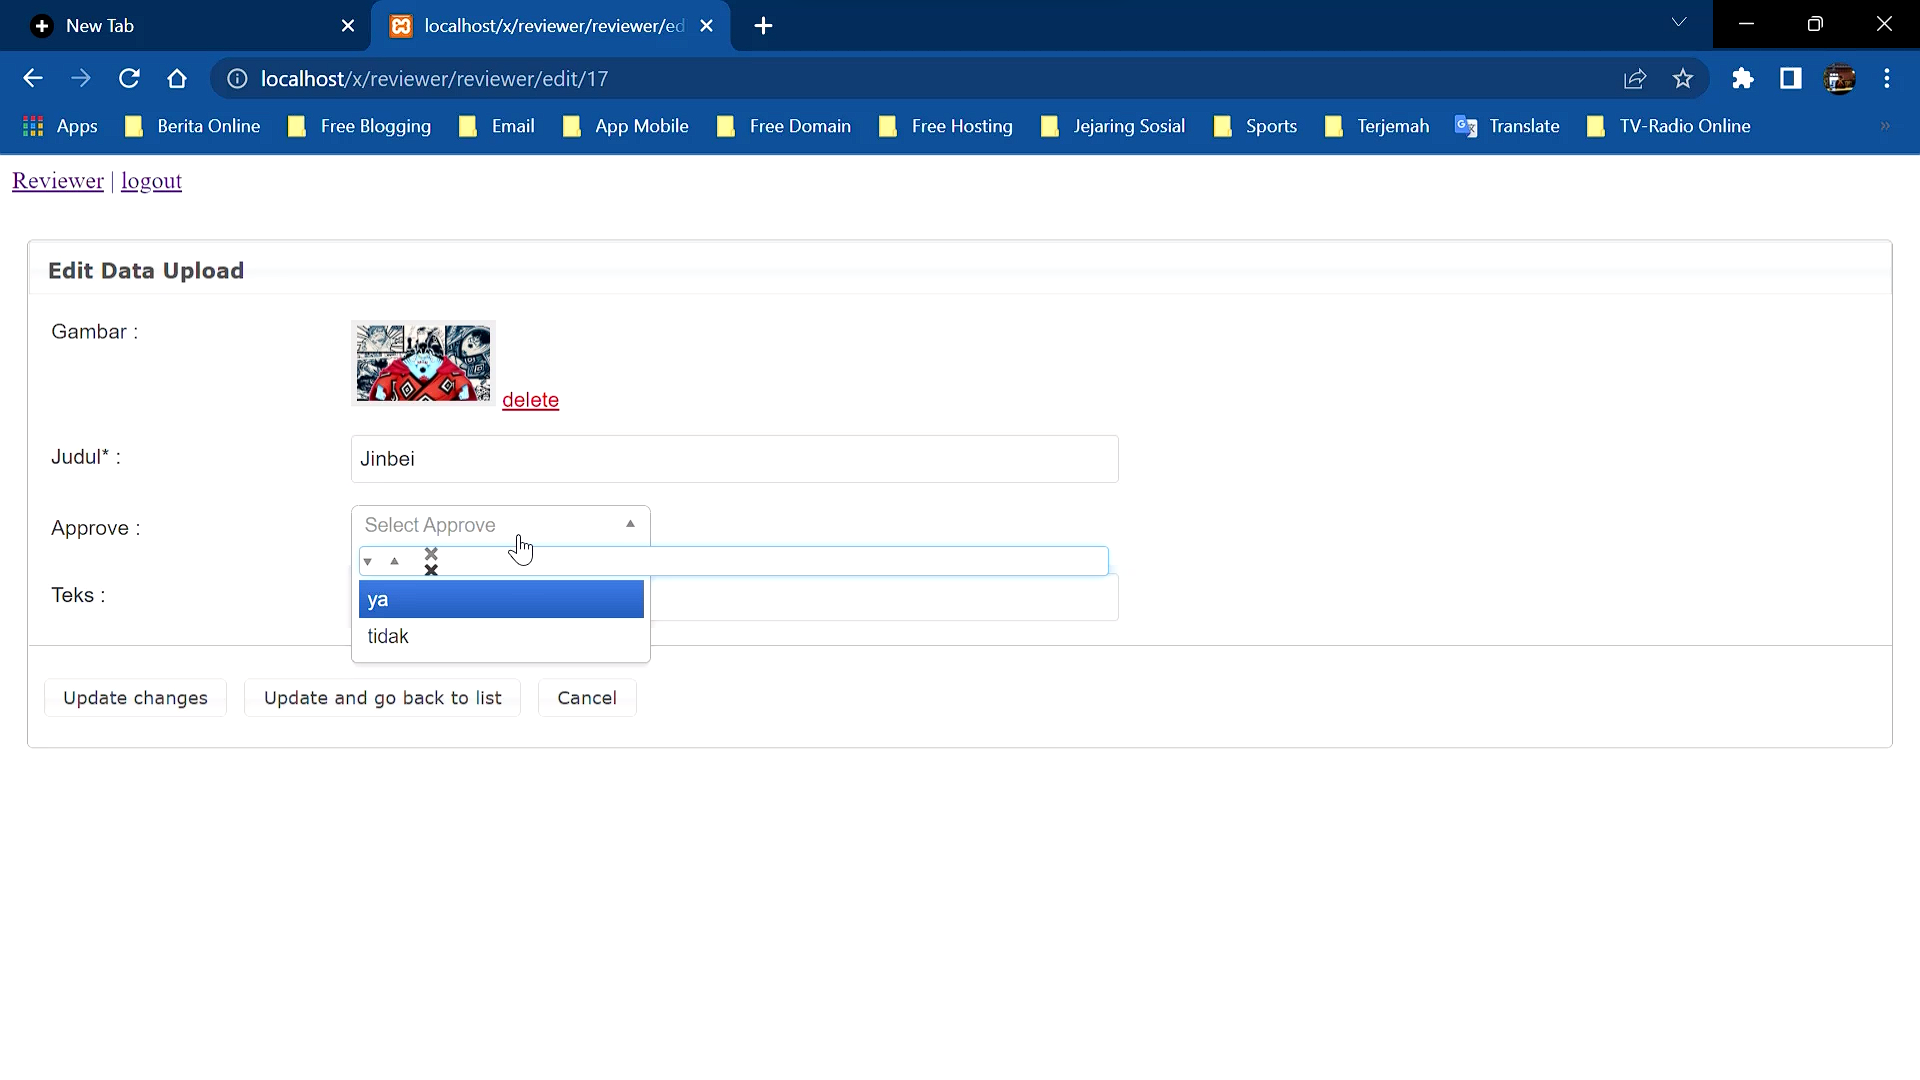 New Tab
localhost/x/reviewer/reviewer/ed
localhost/x/reviewer/reviewer/edit/17
Apps Berita Online Free Blogging Email App Mobile Free Domain Free Hosting Jejaring Sosial Sports Terjemah Translate TV-Radio Online »
Reviewer | logout
Edit Data Upload
Gambar :
delete
Judul* :
Jinbei
Approve :
Select Approve
ya
tidak
Teks :
Update changes
Update and go back to list
Cancel